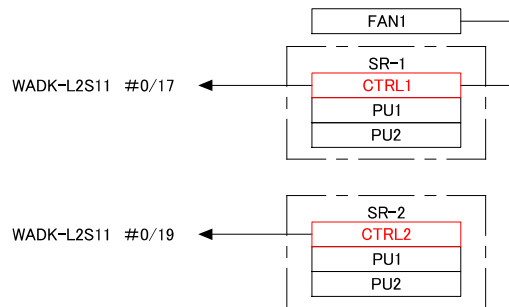 FAN1
SR-1
WADK-L2S11 #0/17
CTRL1
PU1
PU2
SR-2
WADK-L2S11 #0/19
CTRL2
PU1
PU2